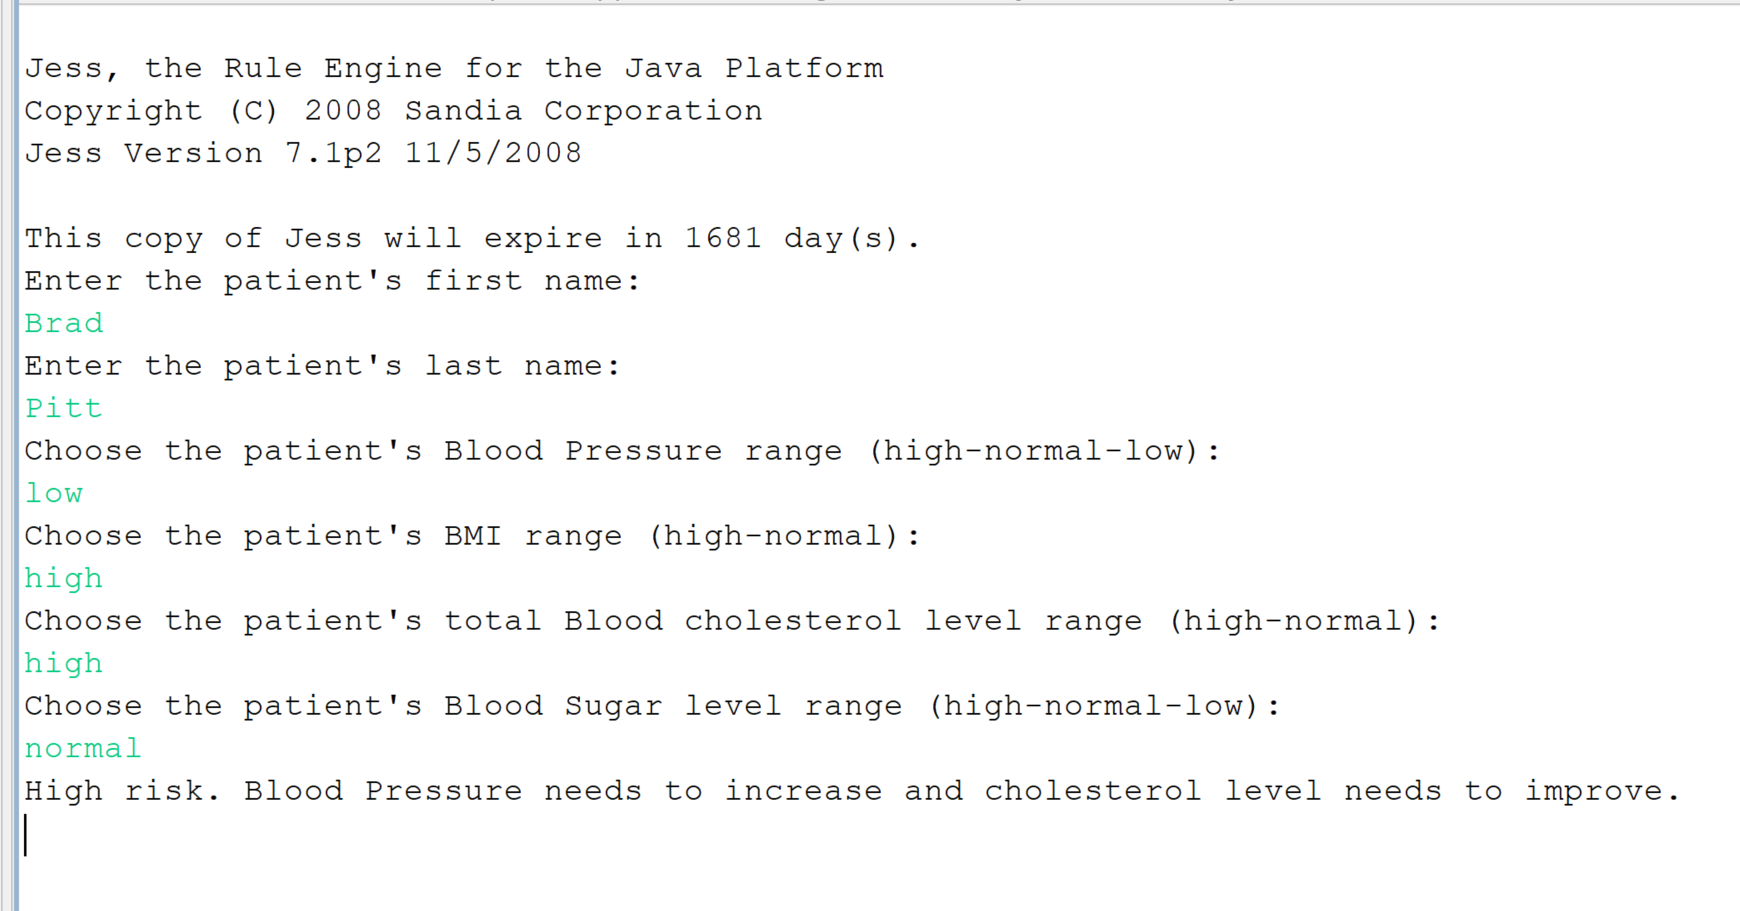 Jess, the Rule Engine for the Java Platform
Copyright (C) 2008 Sandia Corporation
Jess Version 7.1p2 11/5/2008
This copy of Jess will expire in 1681 day(s).
Enter the patient's first name:
Brad
Enter the patient's last name:
Pitt
Choose the patient's Blood Pressure range (high-normal-low):
low
Choose the patient's BMI range (high-normal):
high
Choose the patient's total Blood cholesterol level range (high-normal):
high
Choose the patient's Blood Sugar level range (high-normal-low):
normal
High risk. Blood Pressure needs to increase and cholesterol level needs to improve.